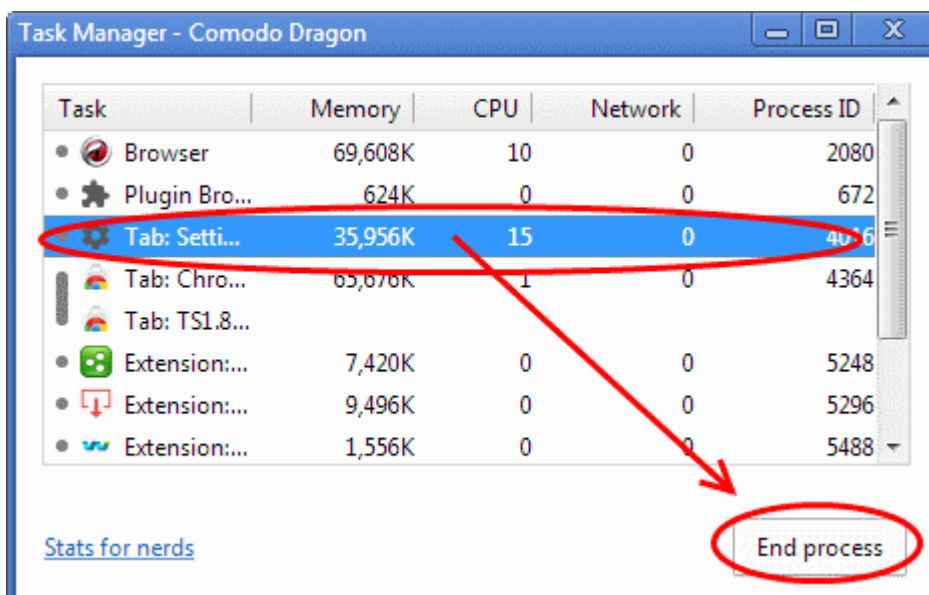 Task Manager - Comodo Dragon
Task Memory CPU Network Process ID
Browser 69,608K 10 0 2080
Plugin Bro... 624K 0 0 672
Tab: Setti... 35,956K 15 0 4016
Tab: Chro... 65,676K 1 0 4364
Tab: TS1.8...
Extension:... 7,420K 0 0 5248
Extension:... 9,496K 0 0 5296
Extension:... 1,556K 0 0 5488
Stats for nerds End process